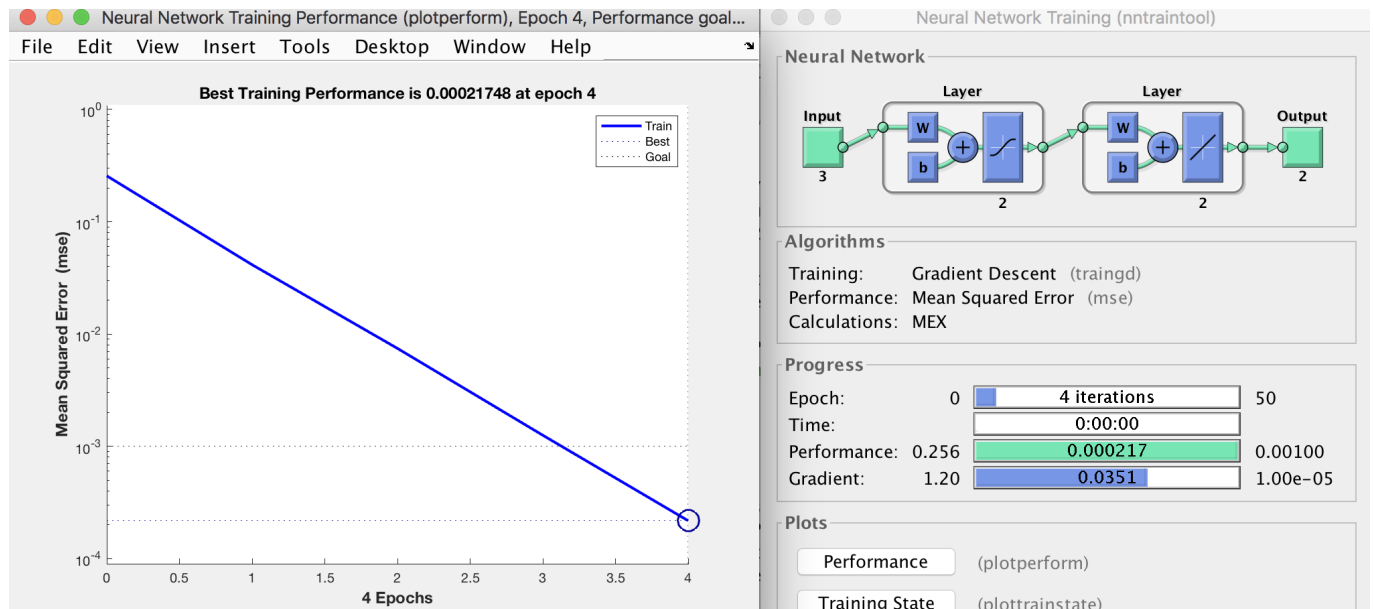 Neural Network Training Performance (plotperform), Epoch 4, Performance goal...
File Edit View Insert Tools Desktop Window Help
Best Training Performance is 0.00021748 at epoch 4
Mean Squared Error (mse)
10^0
10^-1
10^-2
10^-3
10^-4
Train
Best
Goal
0 0.5 1 1.5 2 2.5 3 3.5 4
4 Epochs
Neural Network Training (nntraintool)
Neural Network
Layer Layer
Input Output
W W
b b
+ +
3 2
2 2
Algorithms
Training: Gradient Descent (traingd)
Performance: Mean Squared Error (mse)
Calculations: MEX
Progress
Epoch: 0 4 iterations 50
Time: 0:00:00
Performance: 0.256 0.000217 0.00100
Gradient: 1.20 0.0351 1.00e-05
Plots
Performance (plotperform)
Training State (plottrainstate)